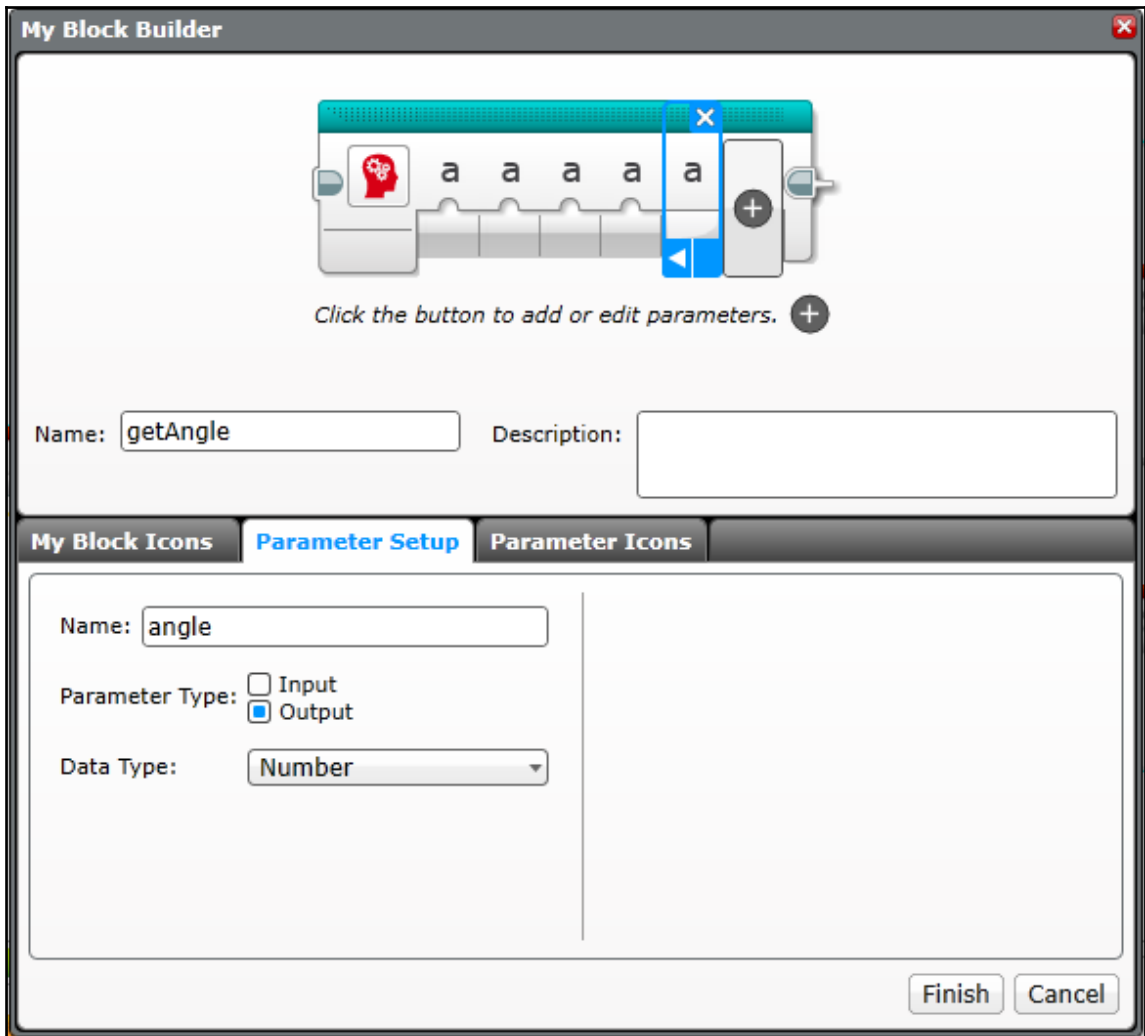 My Block Builder
a a a a a
Click the button to add or edit parameters.
Name: getAngle Description:
My Block Icons Parameter Setup Parameter Icons
Name: angle
Parameter Type: Input
Output
Data Type: Number
Finish Cancel